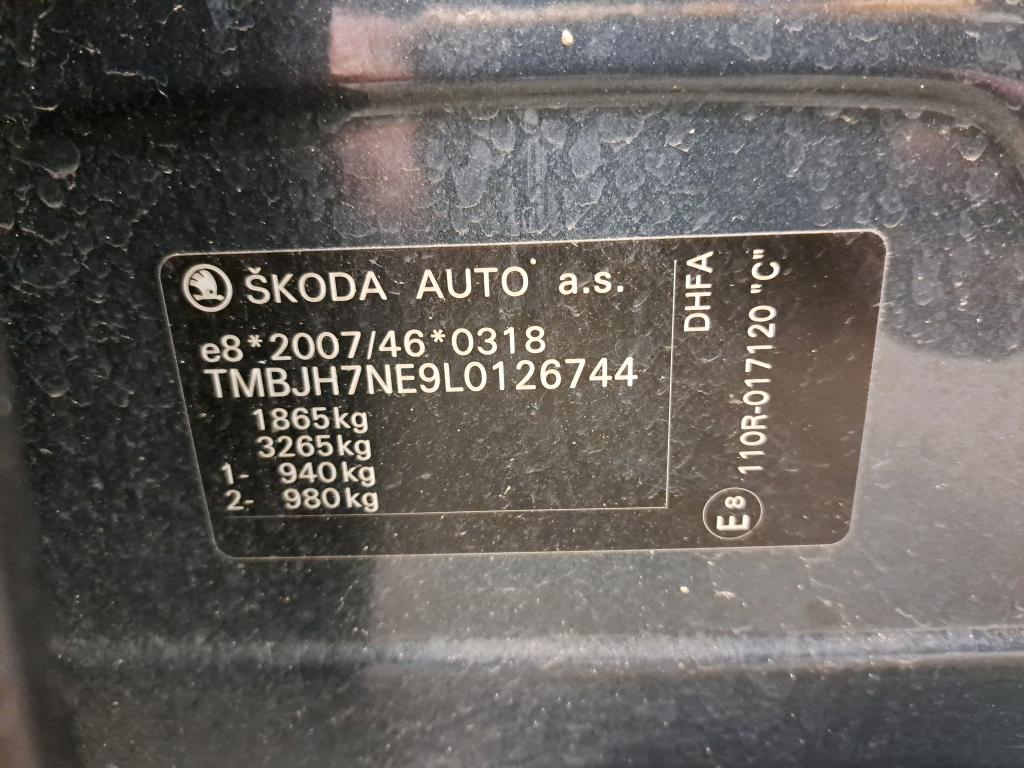 ŠKODA AUTO a.s.
e8*2007/46*0318
TMBJH7NE9L0126744
1865kg
3265kg
1- 940kg
2- 980kg
DHFA
E8 110R-017120 "C"